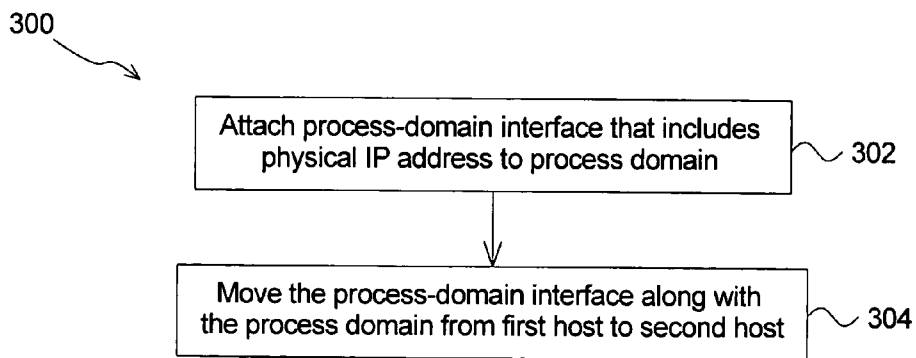 300
Attach process-domain interface that includes
physical IP address to process domain
302
Move the process-domain interface along with
the process domain from first host to second host
304